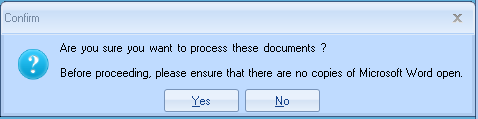 Confirm
Are you sure you want to process these documents ?
Before proceeding, please ensure that there are no copies of Microsoft Word open.
Yes
No